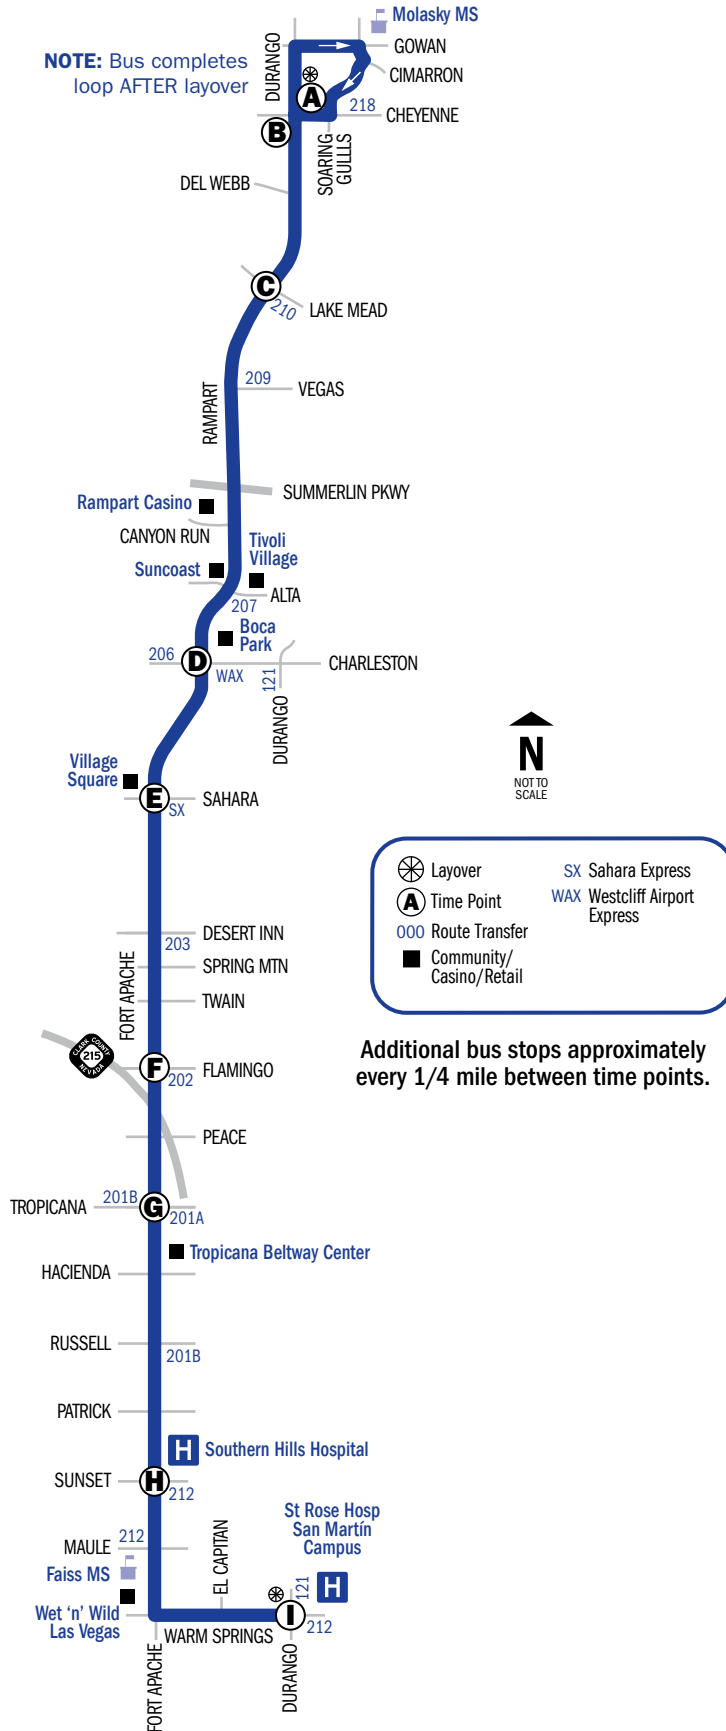 Molasky MS
NOTE: Bus completes
loop AFTER layover
DURANGO
GOWAN
CIMARRON
A
218
CHEYENNE
B
SOARING
GULLLS
DEL WEBB
C
210
LAKE MEAD
209
VEGAS
RAMPART
SUMMERLIN PKWY
Rampart Casino
CANYON RUN
Tivoli
Village
Suncoast
ALTA
207
Boca
Park
206
D
WAX
121
CHARLESTON
DURANGO
N
NOT TO
SCALE
Village
Square
E
SX
SAHARA
Layover
SX Sahara Express
A Time Point
WAX Westcliff Airport
Express
000 Route Transfer
Community/
Casino/Retail
203
DESERT INN
SPRING MTN
FORT APACHE
TWAIN
CLARK COUNTY
215
NEVADA
F
202
FLAMINGO
Additional bus stops approximately
every 1/4 mile between time points.
PEACE
TROPICANA
201B
G
201A
Tropicana Beltway Center
HACIENDA
RUSSELL
201B
PATRICK
H
Southern Hills Hospital
SUNSET
H
212
St Rose Hosp
San Martín
Campus
MAULE
212
EL CAPITAN
Faiss MS
121
H
Wet ‘n’ Wild
Las Vegas
I
212
WARM SPRINGS
FORT APACHE
DURANGO